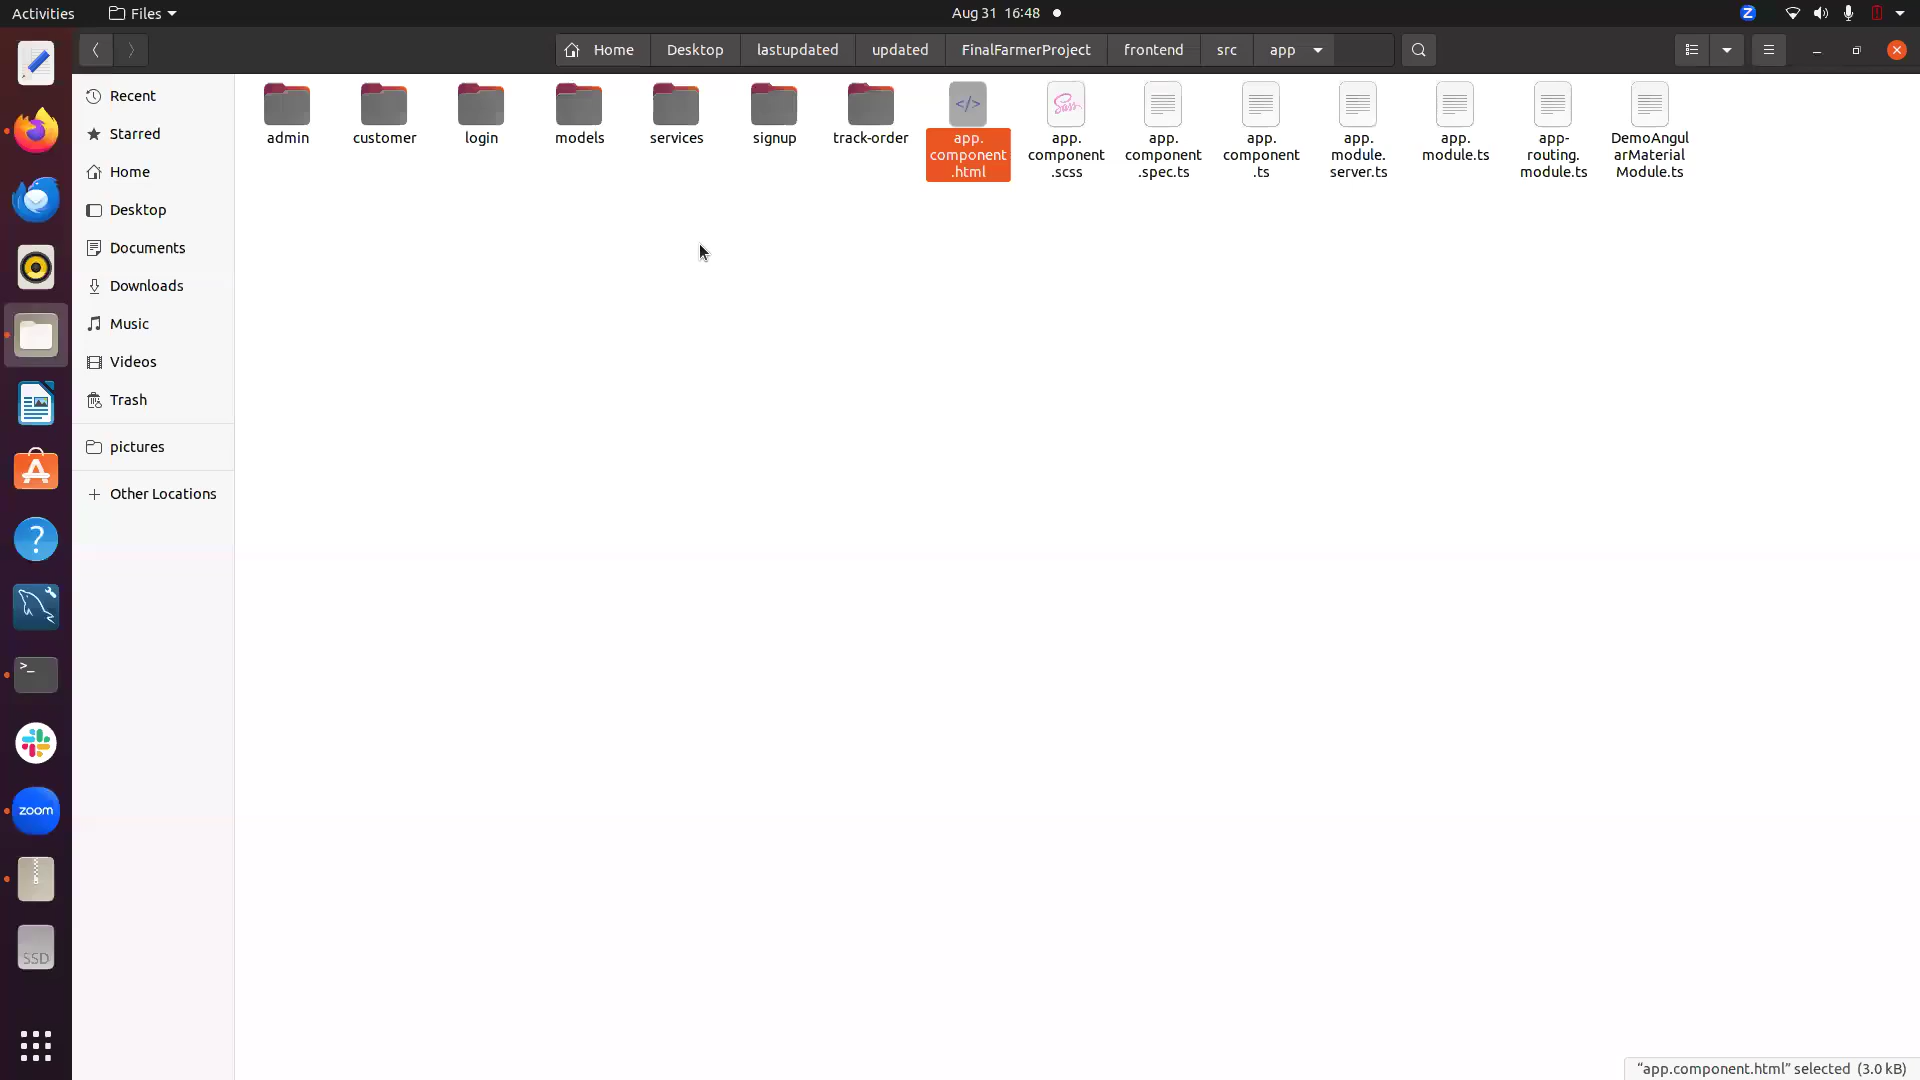 Activities Files Aug 31 16:48 Z
Home Desktop lastupdated updated FinalFarmerProject frontend src app
Recent
Starred
Home
Desktop
Documents
Downloads
Music
Videos
Trash
pictures
Other Locations
admin
customer
login
models
services
signup
track-order
app.
component
.html
</>
Sass
app.
component
.scss
app.
component
.spec.ts
app.
component
.ts
app.
module.
server.ts
app.
module.ts
app-
routing.
module.ts
DemoAngul
arMaterial
Module.ts
?
>_
zoom
SSD
“app.component.html” selected (3.0 kB)